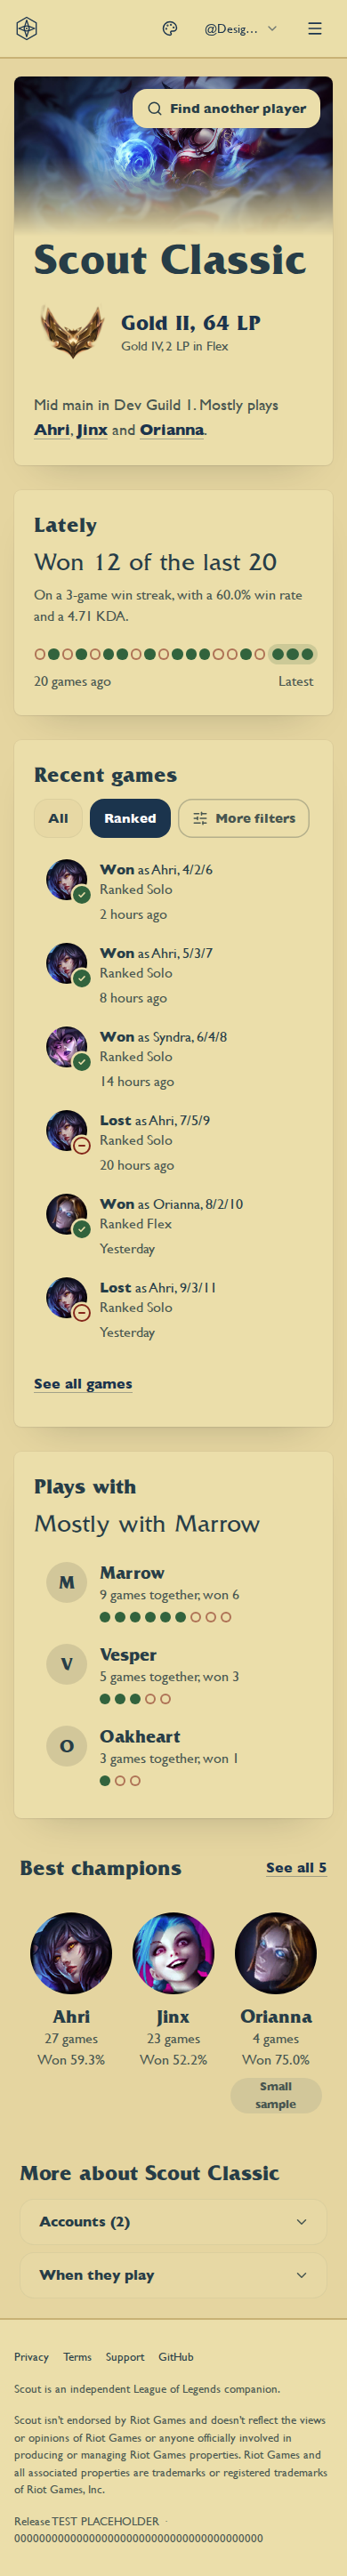 @Desig...
Find another player
Scout Classic
Gold II, 64 LP
Gold IV, 2 LP in Flex
Mid main in Dev Guild 1. Mostly plays
Ahri, Jinx and Orianna.
Lately
Won 12 of the last 20
On a 3-game win streak, with a 60.0% win rate
and a 4.71 KDA.
20 games ago
Latest
Recent games
All
Ranked
More filters
Won as Ahri, 4/2/6
Ranked Solo
2 hours ago
Won as Ahri, 5/3/7
Ranked Solo
8 hours ago
Won as Syndra, 6/4/8
Ranked Solo
14 hours ago
Lost as Ahri, 7/5/9
Ranked Solo
20 hours ago
Won as Orianna, 8/2/10
Ranked Flex
Yesterday
Lost as Ahri, 9/3/11
Ranked Solo
Yesterday
See all games
Plays with
Mostly with Marrow
M
Marrow
9 games together, won 6
V
Vesper
5 games together, won 3
O
Oakheart
3 games together, won 1
Best champions
See all 5
Ahri
27 games
Won 59.3%
Jinx
23 games
Won 52.2%
Orianna
4 games
Won 75.0%
Small
sample
More about Scout Classic
Accounts (2)
When they play
Privacy Terms Support GitHub
Scout is an independent League of Legends companion.
Scout isn't endorsed by Riot Games and doesn't reflect the views
or opinions of Riot Games or anyone officially involved in
producing or managing Riot Games properties. Riot Games and
all associated properties are trademarks or registered trademarks
of Riot Games, Inc.
Release TEST PLACEHOLDER ·
0000000000000000000000000000000000000000